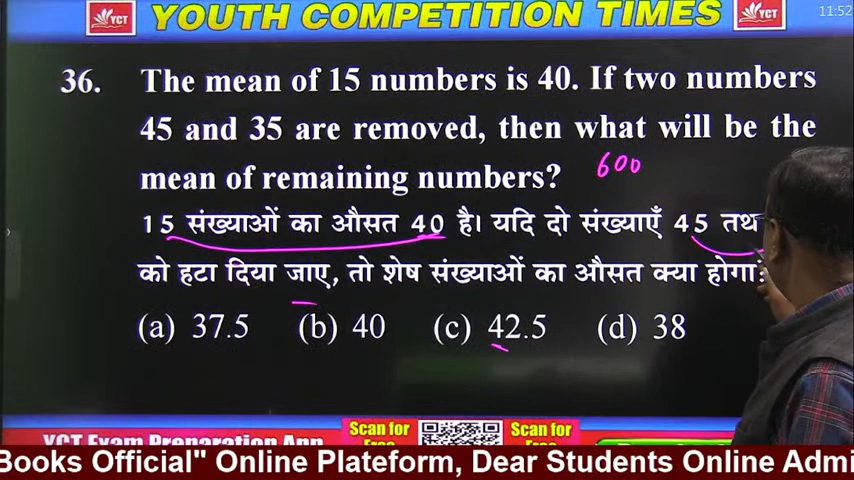 YCT
YOUTH COMPETITION TIMES
YCT
11:52
36. The mean of 15 numbers is 40. If two numbers
45 and 35 are removed, then what will be the
mean of remaining numbers?
600
15 संख्याओं का औसत 40 है। यदि दो संख्याएँ 45 तथ
को हटा दिया जाए, तो शेष संख्याओं का औसत क्या होगा?
(a) 37.5 (b) 40 (c) 42.5 (d) 38
YCT Exam Preparation App
Scan for
Free
Scan for
Free
Books Official" Online Plateform, Dear Students Online Admi